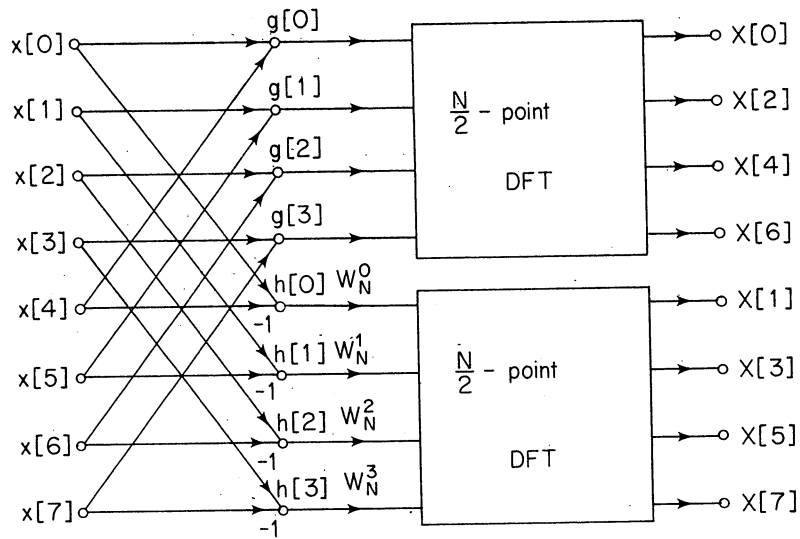 x[0] g[0] X[0]
x[1] g[1] N/2 - point X[2]
x[2] g[2] DFT X[4]
x[3] g[3] X[6]
x[4] -1 h[0] W_N^0 X[1]
x[5] -1 h[1] W_N^1 N/2 - point X[3]
x[6] -1 h[2] W_N^2 DFT X[5]
x[7] -1 h[3] W_N^3 X[7]